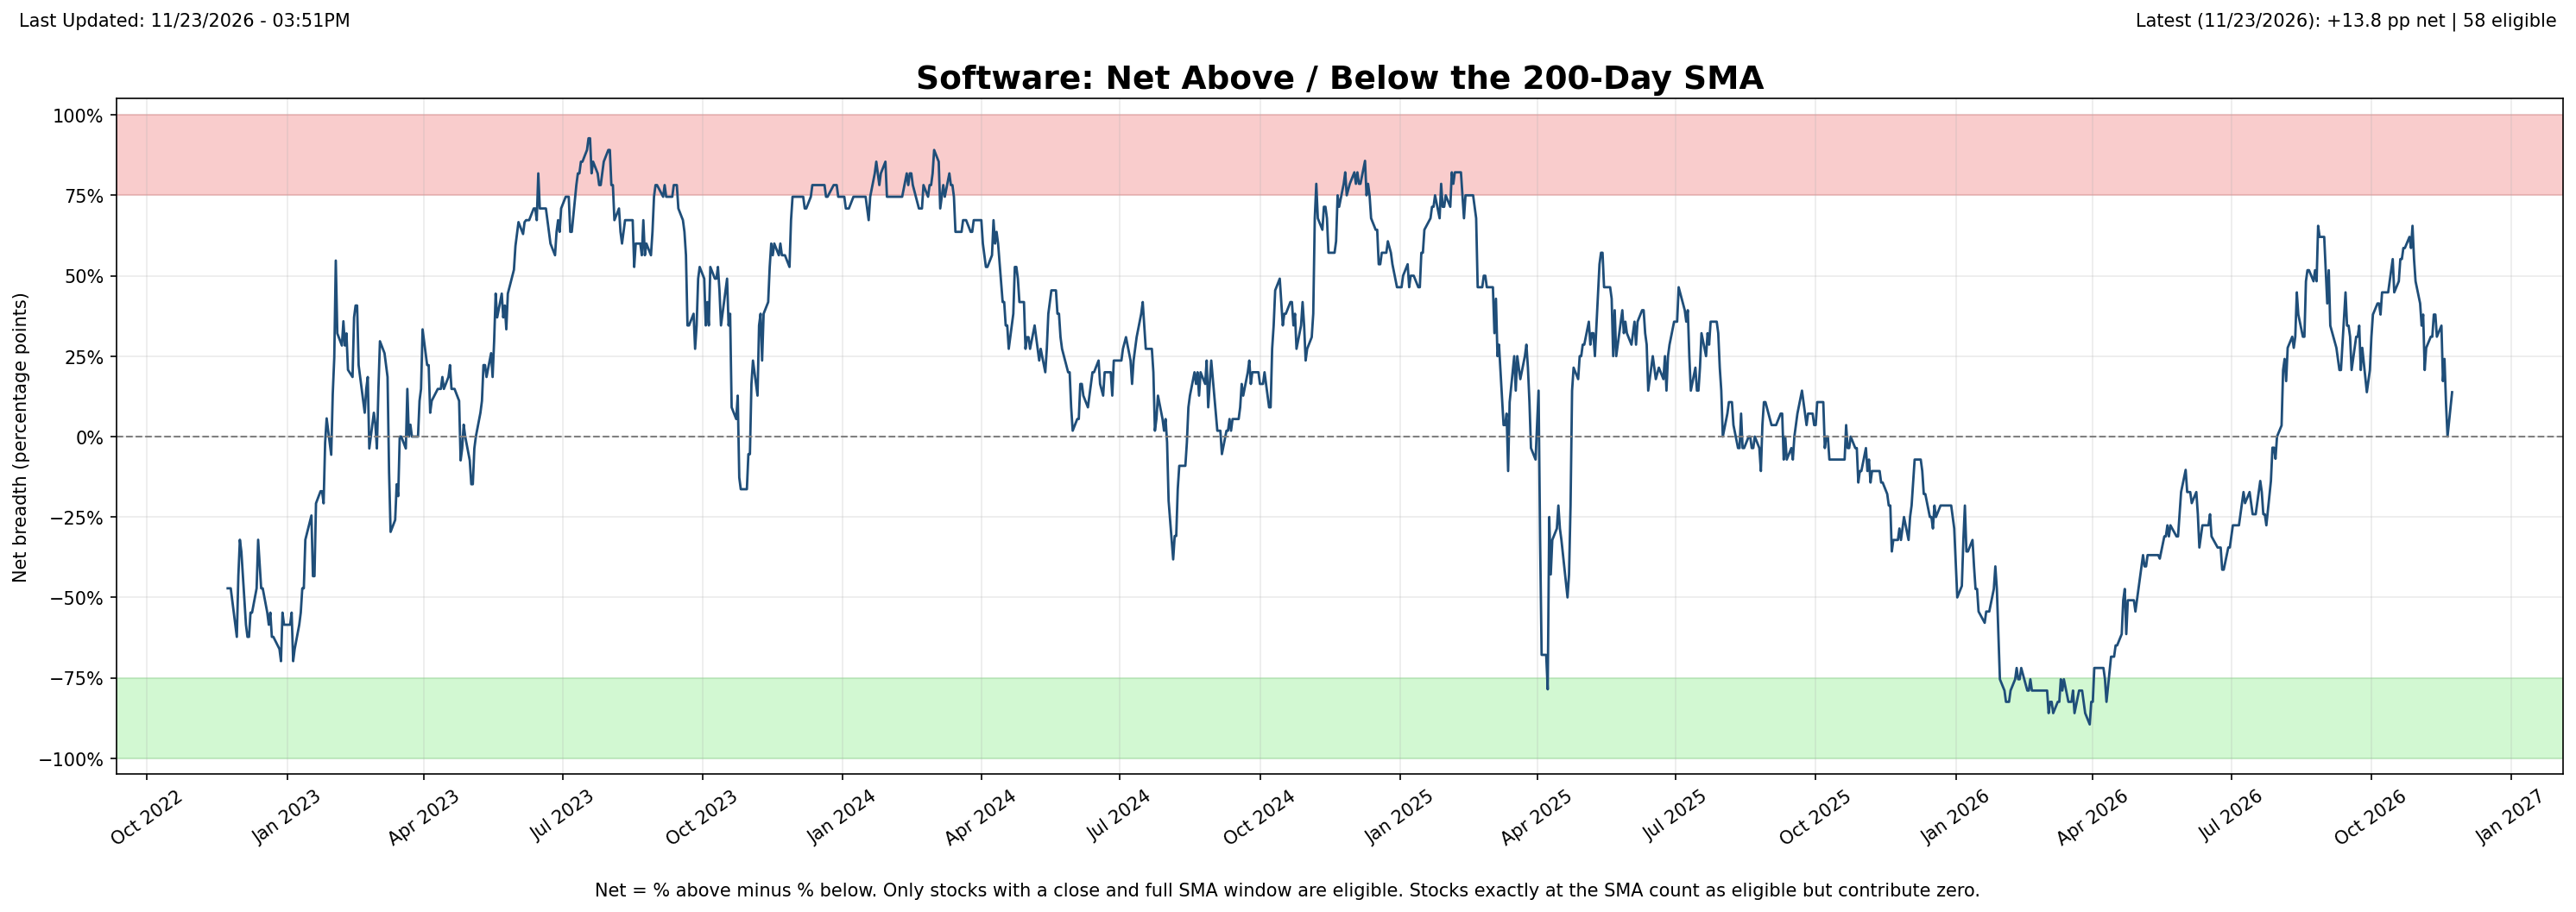 Last Updated: 11/23/2026 - 03:51PM
Latest (11/23/2026): +13.8 pp net | 58 eligible
Software: Net Above / Below the 200-Day SMA
Net breadth (percentage points)
100%
75%
50%
25%
0%
−25%
−50%
−75%
−100%
Oct 2022
Jan 2023
Apr 2023
Jul 2023
Oct 2023
Jan 2024
Apr 2024
Jul 2024
Oct 2024
Jan 2025
Apr 2025
Jul 2025
Oct 2025
Jan 2026
Apr 2026
Jul 2026
Oct 2026
Jan 2027
Net = % above minus % below. Only stocks with a close and full SMA window are eligible. Stocks exactly at the SMA count as eligible but contribute zero.